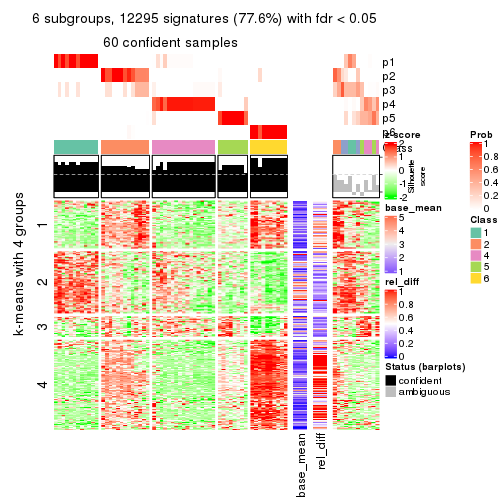 6 subgroups, 12295 signatures (77.6%) with fdr < 0.05
60 confident samples
p1
p2
p3
p4
p5
p6
Class
z-score
2
1
0
-1
-2
Silhouette
score
k-means with 4 groups
1
2
3
4
base_mean
rel_diff
base_mean
5
4
3
2
1
rel_diff
1
0.8
0.6
0.4
0.2
0
Status (barplots)
confident
ambiguous
Prob
1
0.8
0.6
0.4
0.2
0
Class
1
2
4
5
6